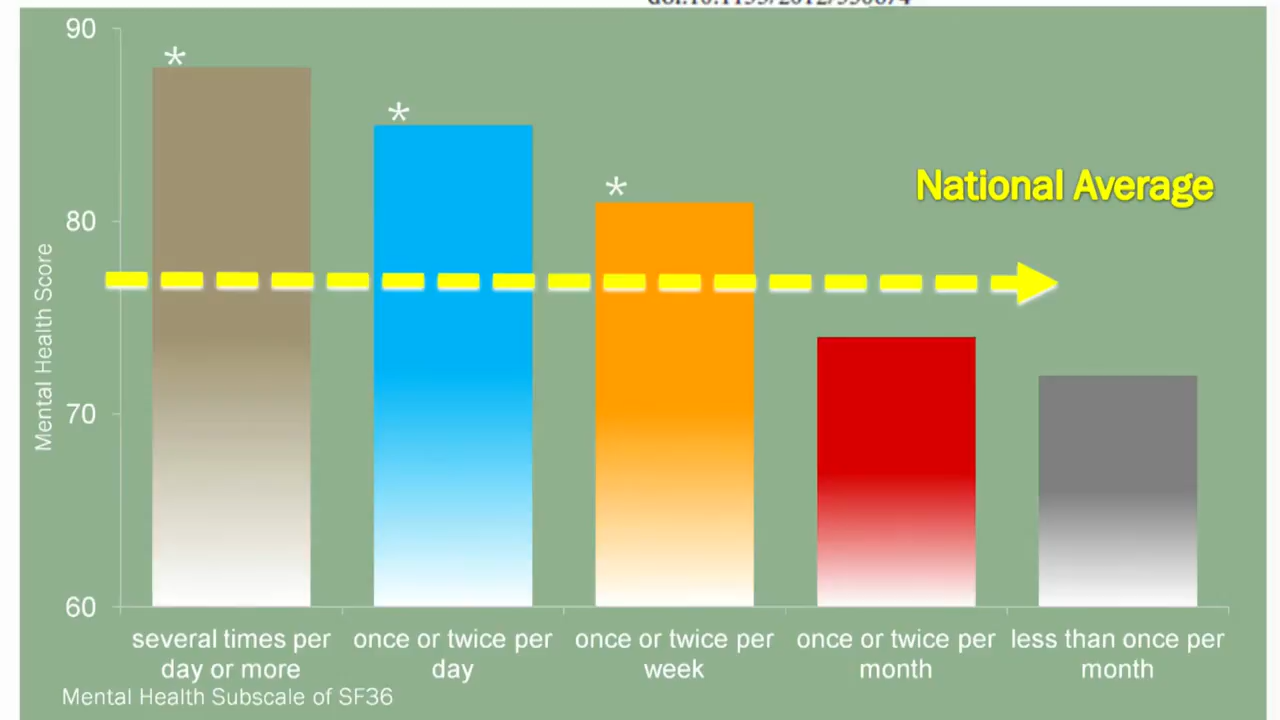 90
*
*
National Average
*
80
Mental Health Score
70
60
several times per day or more
once or twice per day
once or twice per week
once or twice per month
less than once per month
Mental Health Subscale of SF36